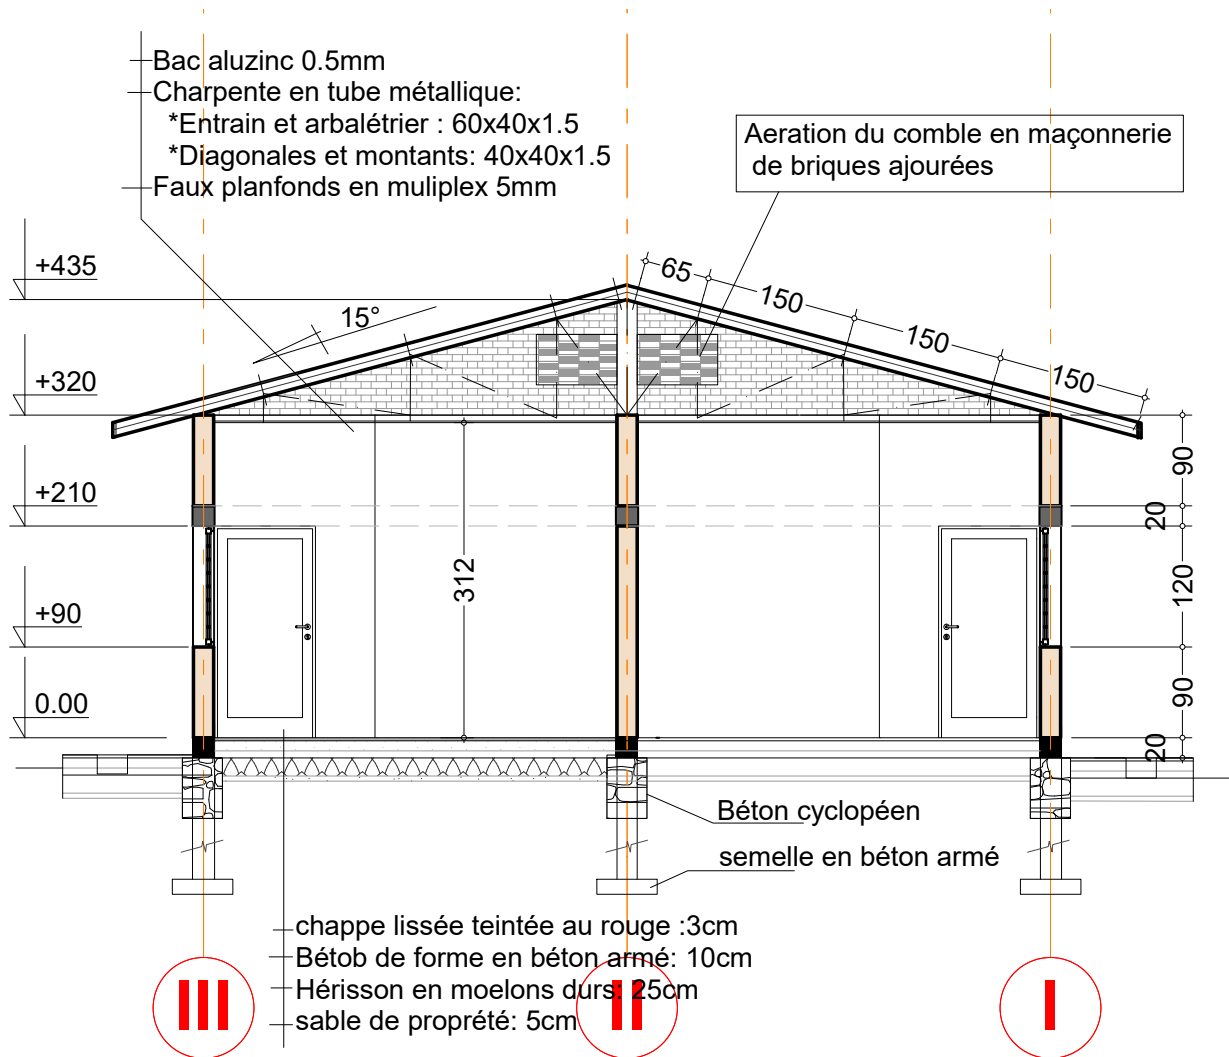 Bac aluzinc 0.5mm
Charpente en tube métallique:
*Entrain et arbalétrier : 60x40x1.5
*Diagonales et montants: 40x40x1.5
Faux planfonds en muliplex 5mm
Aeration du comble en maçonnerie
de briques ajourées
+435
65
150
150
150
15°
+320
90
+210
20
312
120
+90
90
0.00
20
Béton cyclopéen
semelle en béton armé
chappe lissée teintée au rouge :3cm
Bétob de forme en béton armé: 10cm
Hérisson en moelons durs: 25cm
sable de proprété: 5cm
III
II
I